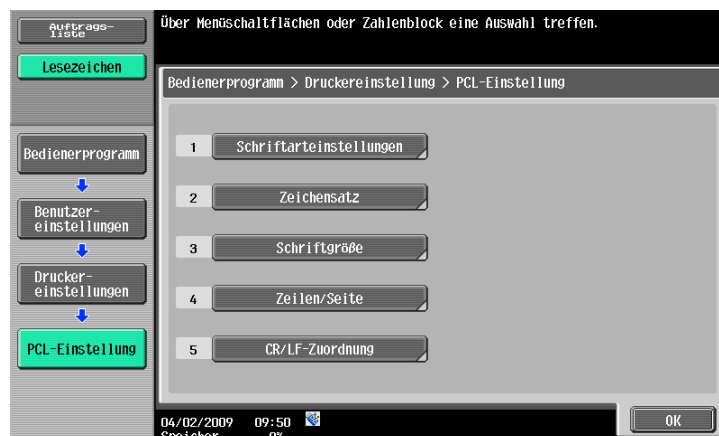 Auftrags-
liste
Über Menüschaltflächen oder Zahlenblock eine Auswahl treffen.
Lesezeichen
Bedienerprogramm > Druckereinstellung > PCL-Einstellung
Bedienerprogramm
Benutzer-
einstellungen
Drucker-
einstellungen
PCL-Einstellung
1 Schriftarteinstellungen
2 Zeichensatz
3 Schriftgröße
4 Zeilen/Seite
5 CR/LF-Zuordnung
04/02/2009 09:50
Speicher 0%
OK